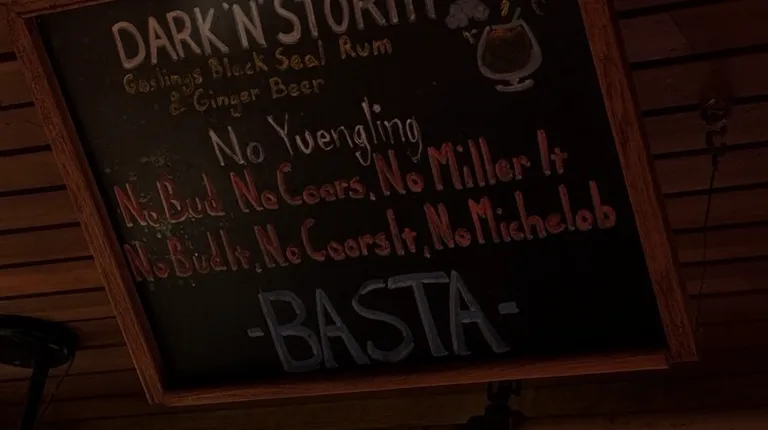 DARK'N'STORM
Goslings Black Seal Rum
& Ginger Beer
No Yuengling
No Bud No Coors, No Miller lt
No Bud lt, No Coors lt, No Michelob
-BASTA-